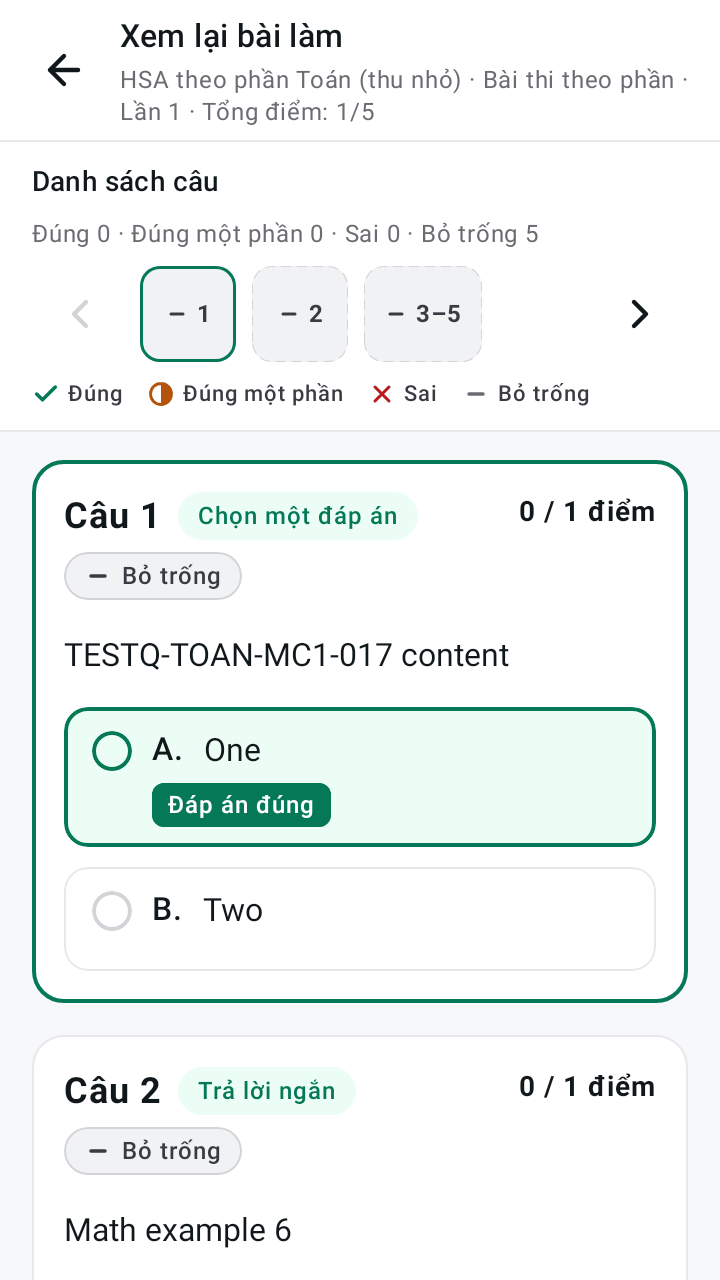 Xem lại bài làm
HSA theo phần Toán (thu nhỏ) · Bài thi theo phần ·
Lần 1 · Tổng điểm: 1/5
Danh sách câu
Đúng 0 · Đúng một phần 0 · Sai 0 · Bỏ trống 5
– 1 – 2 – 3–5
Đúng Đúng một phần Sai – Bỏ trống
Câu 1 Chọn một đáp án 0 / 1 điểm
– Bỏ trống
TESTQ-TOAN-MC1-017 content
A. One
Đáp án đúng
B. Two
Câu 2 Trả lời ngắn 0 / 1 điểm
– Bỏ trống
Math example 6